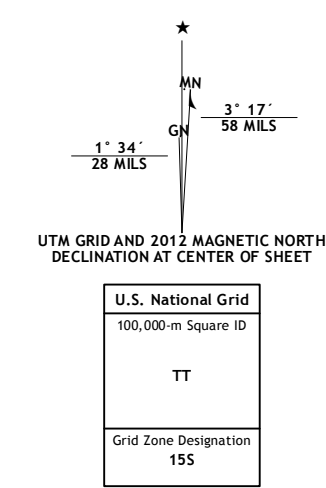 ★
MN
GN
3° 17´
58 MILS
1° 34´
28 MILS
UTM GRID AND 2012 MAGNETIC NORTH
DECLINATION AT CENTER OF SHEET
U.S. National Grid
100,000-m Square ID
TT
Grid Zone Designation
15S